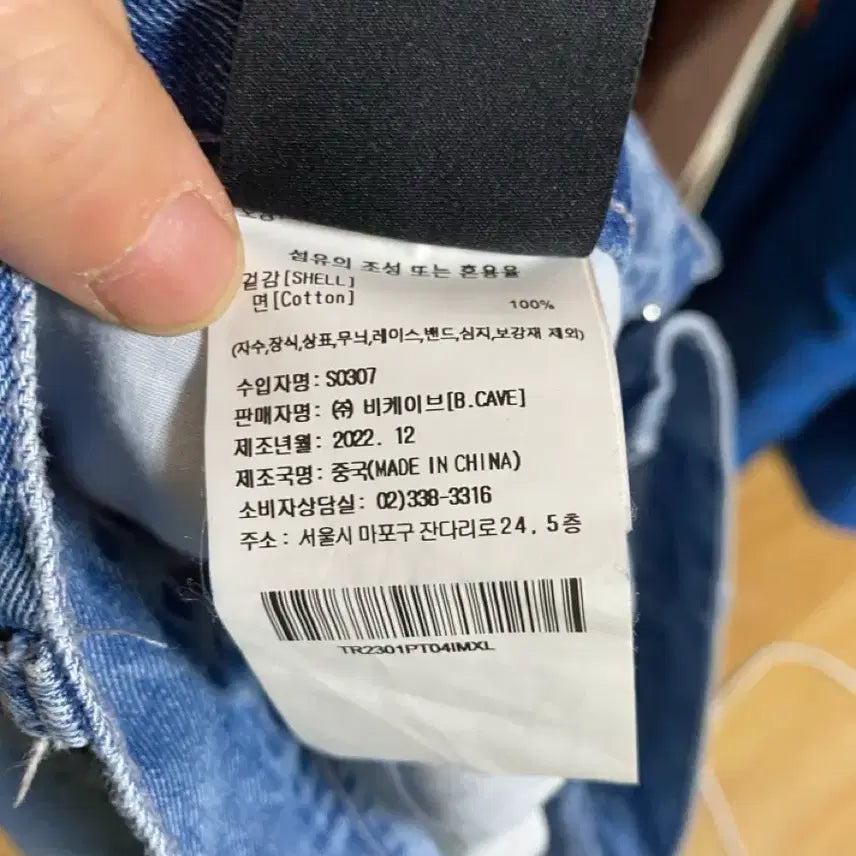 섬유의 조성 또는 혼용율
겉감[SHELL]
면[Cotton] 100%
(자수,장식,상표,무늬,레이스,밴드,심지,보강재 제외)
수입자명: SO307
판매자명: ㈜ 비케이브[B.CAVE]
제조년월: 2022. 12
제조국명: 중국(MADE IN CHINA)
소비자상담실: 02)338-3316
주소: 서울시 마포구 잔다리로24, 5층
TR2301PT04IMXL